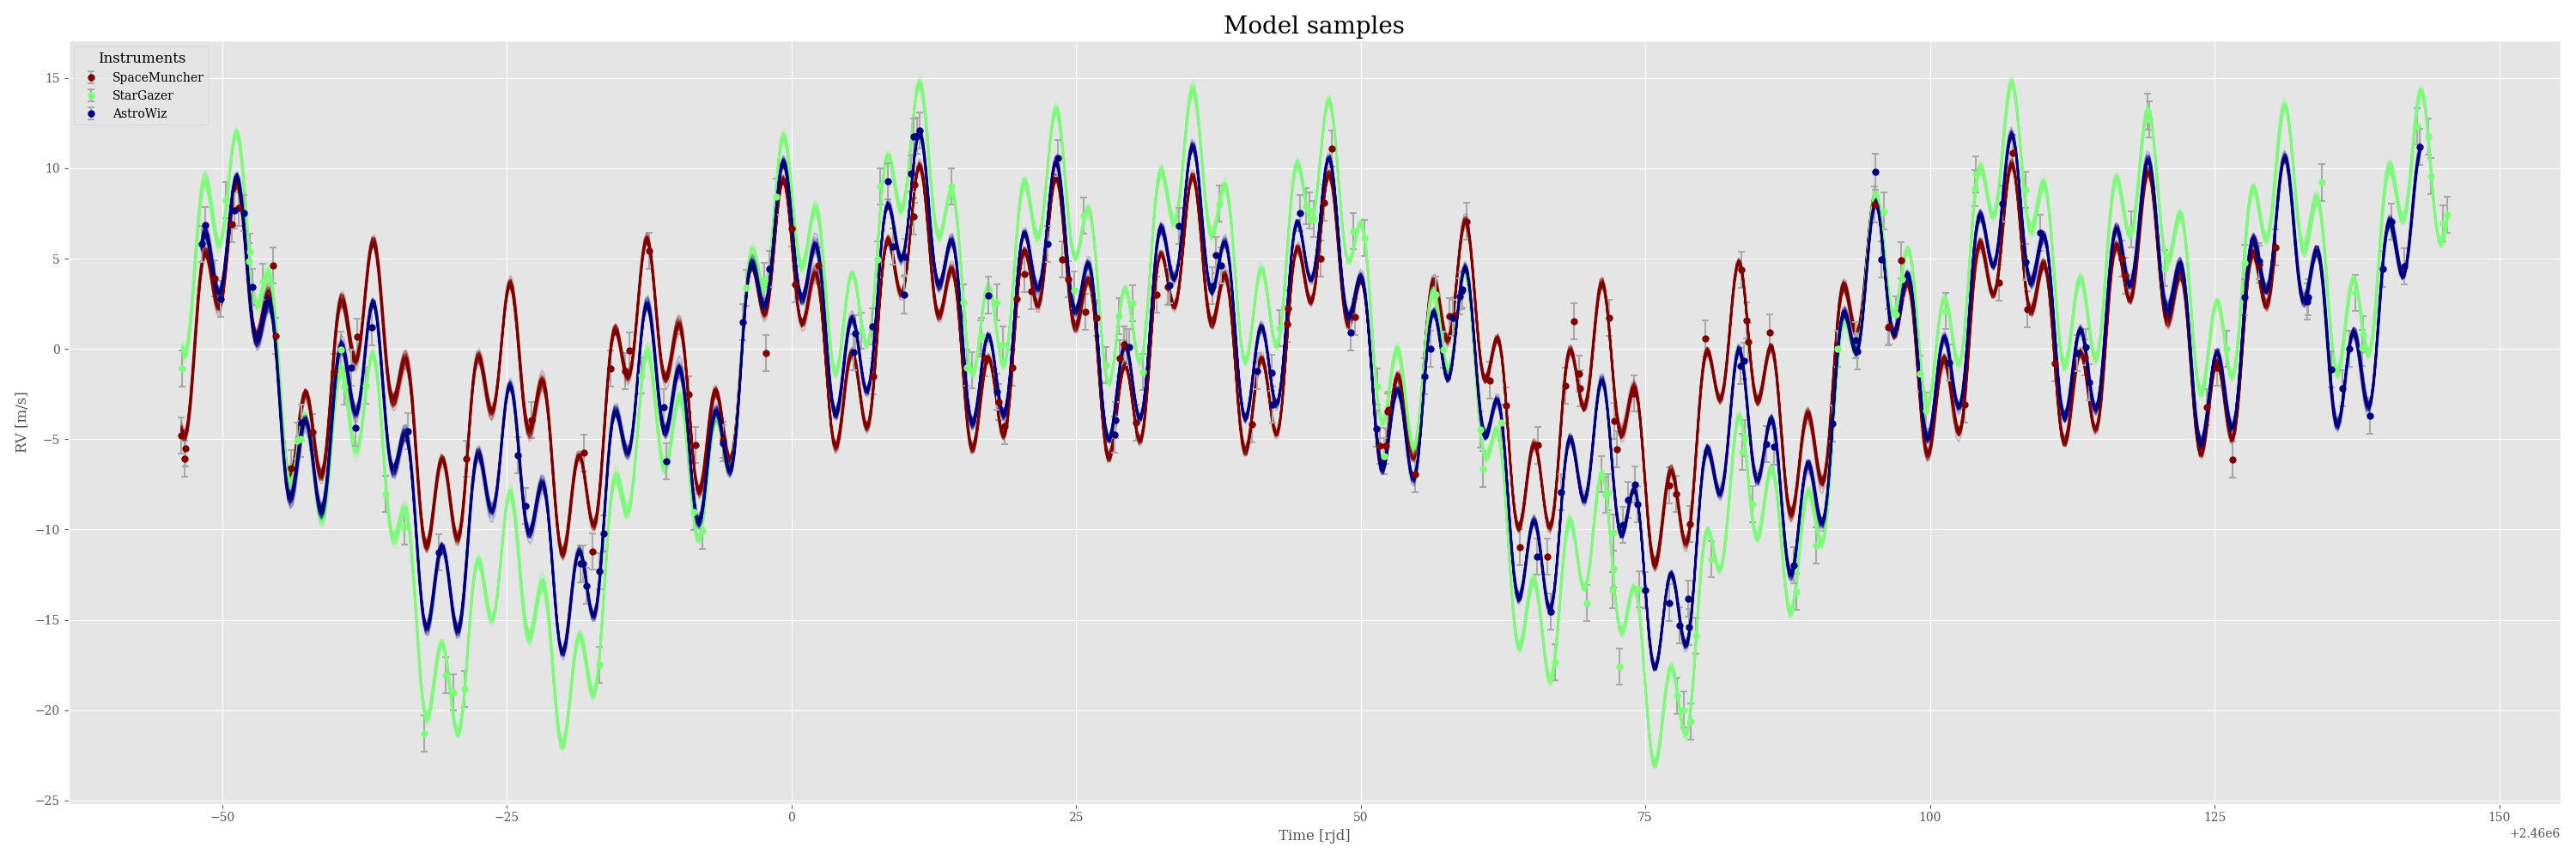 Model samples
Instruments
SpaceMuncher
StarGazer
AstroWiz
15
10
5
0
−5
−10
−15
−20
−25
RV [m/s]
−50 −25 0 25 50 75 100 125 150
Time [rjd]
+2.46e6